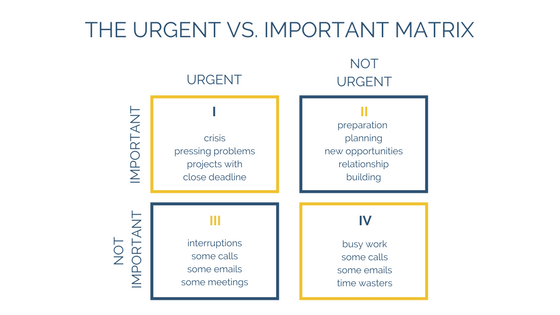 THE URGENT VS. IMPORTANT MATRIX
URGENT
NOT
URGENT
IMPORTANT
I
crisis
pressing problems
projects with
close deadline
II
preparation
planning
new opportunities
relationship
building
NOT
IMPORTANT
III
interruptions
some calls
some emails
some meetings
IV
busy work
some calls
some emails
time wasters